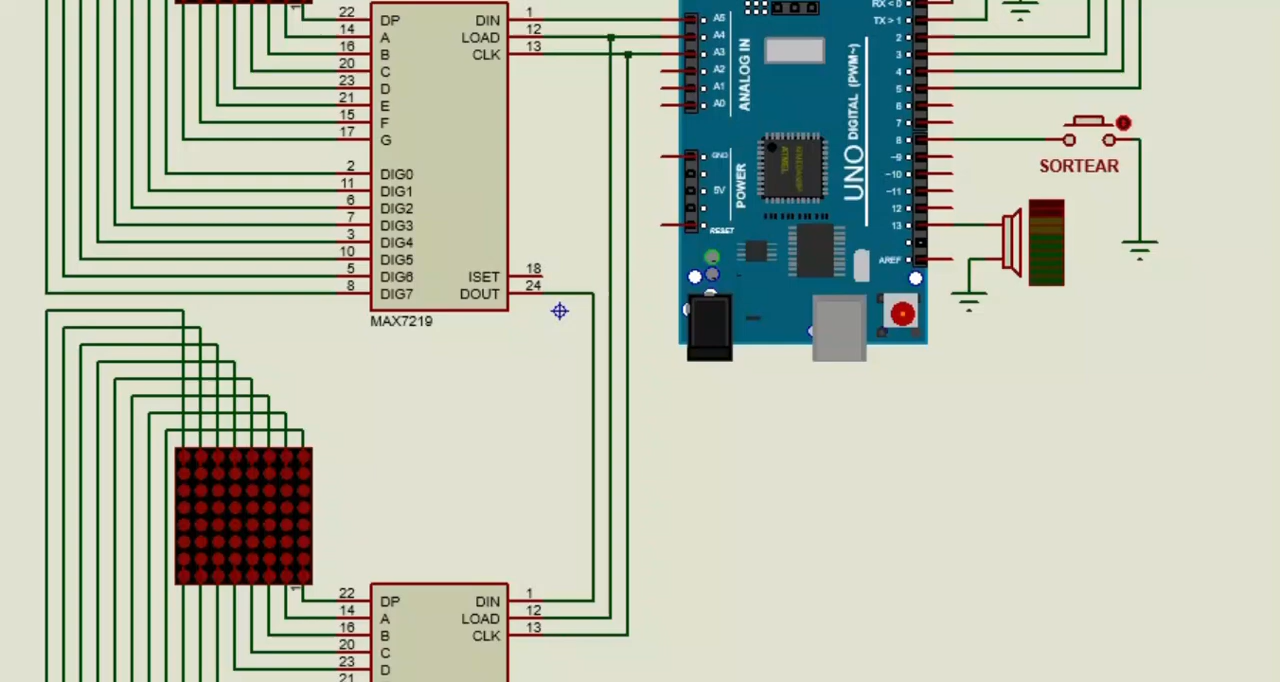 22 DP DIN 1
14 A LOAD 12
16 B CLK 13
20 C
23 D
21 E
15 F
17 G
2 DIG0
11 DIG1
6 DIG2
7 DIG3
3 DIG4
10 DIG5
5 DIG6 ISET 18
8 DIG7 DOUT 24
MAX7219
A5
A4
A3
A2
A1
A0
ANALOG IN
GND
5V
POWER
RESET
UNO
DIGITAL (PWM~)
RX < 0
TX > 1
2
3
4
5
6
7
8
~9
~10
~11
12
13
AREF
SORTEAR
1
22 DP DIN 1
14 A LOAD 12
16 B CLK 13
20 C
23 D
21